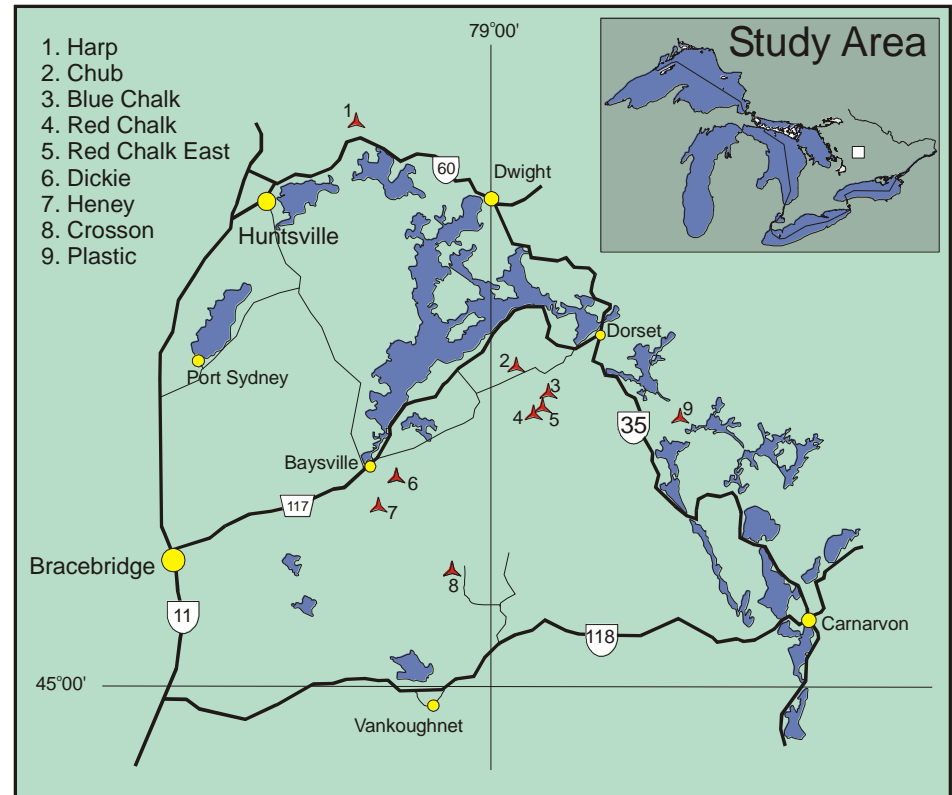 1. Harp
2. Chub
3. Blue Chalk
4. Red Chalk
5. Red Chalk East
6. Dickie
7. Heney
8. Crosson
9. Plastic
79°00'
Study Area
1
60
Dwight
Huntsville
Dorset
Port Sydney
2
3
4
5
9
35
Baysville
6
117
7
Bracebridge
8
11
118
Carnarvon
45°00'
Vankoughnet